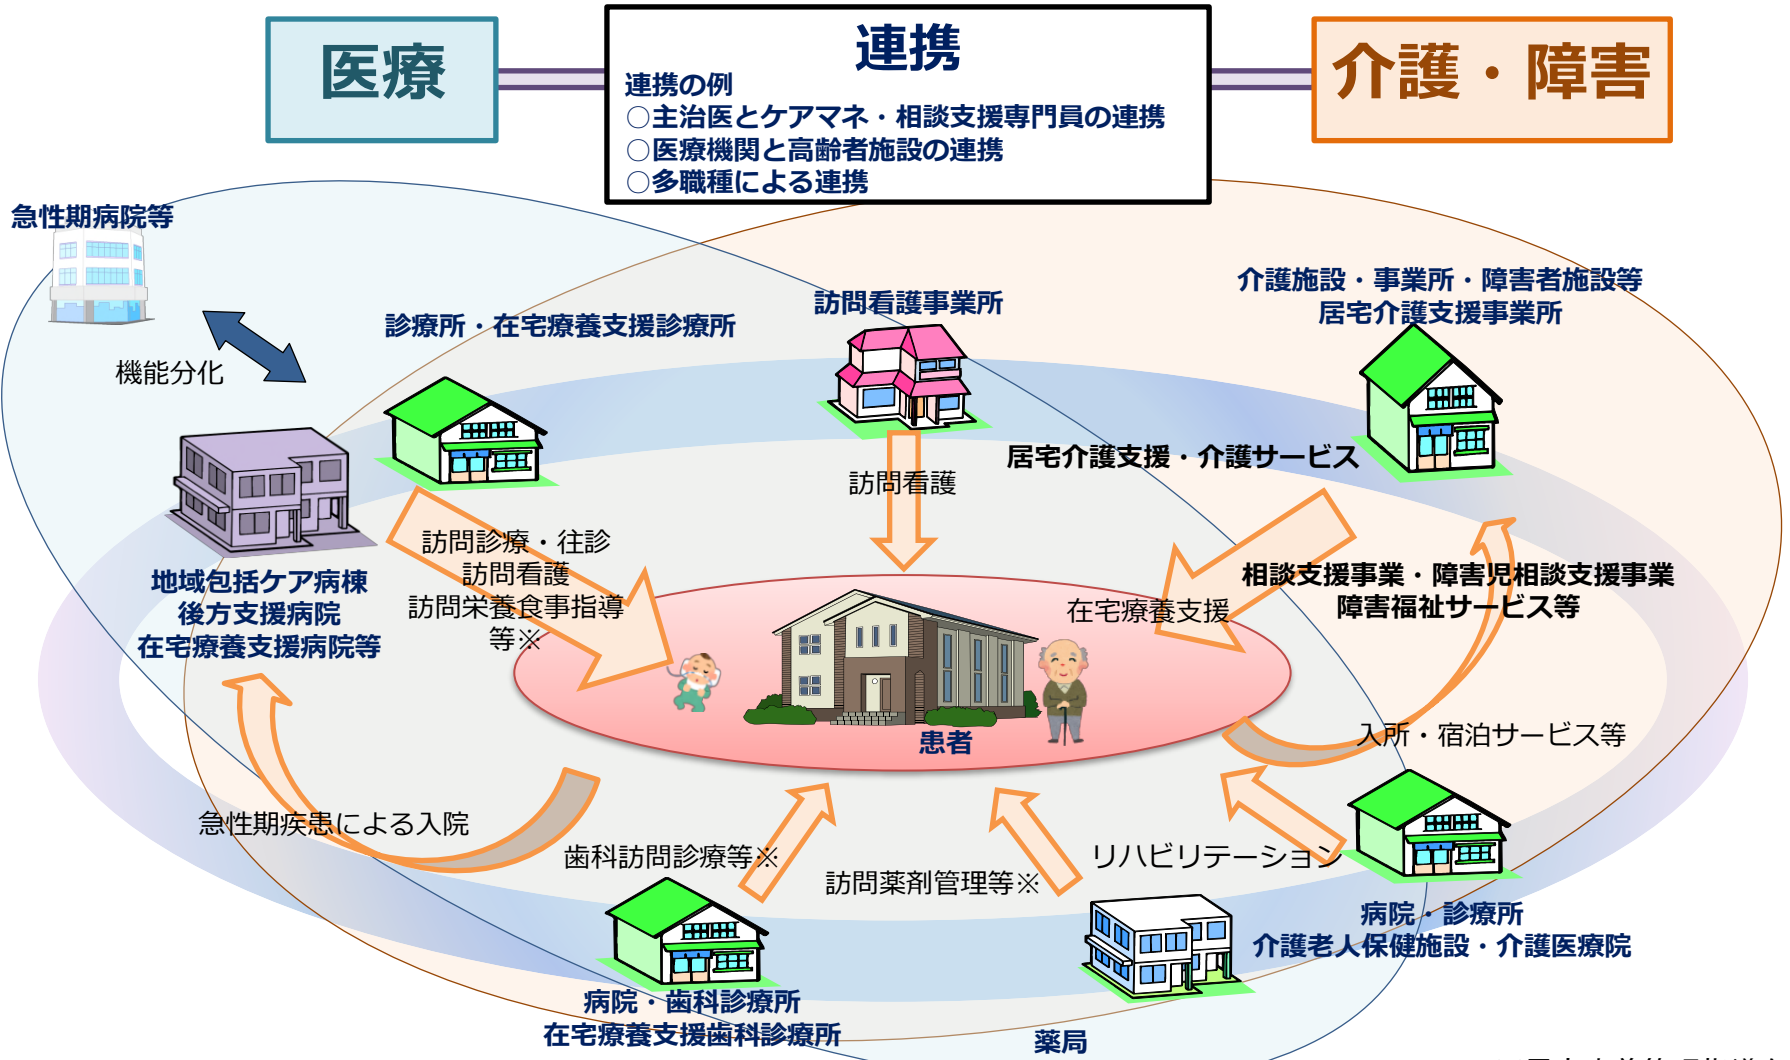 医療
連携
連携の例
○主治医とケアマネ・相談支援専門員の連携
○医療機関と高齢者施設の連携
○多職種による連携
介護・障害
急性期病院等
機能分化
診療所・在宅療養支援診療所
訪問看護事業所
介護施設・事業所・障害者施設等
居宅介護支援事業所
居宅介護支援・介護サービス
訪問看護
訪問診療・往診
訪問看護
訪問栄養食事指導
等※
地域包括ケア病棟
後方支援病院
在宅療養支援病院等
在宅療養支援
相談支援事業・障害児相談支援事業
障害福祉サービス等
患者
入所・宿泊サービス等
急性期疾患による入院
歯科訪問診療等※
訪問薬剤管理等※
リハビリテーション
病院・診療所
介護老人保健施設・介護医療院
病院・歯科診療所
在宅療養支援歯科診療所
薬局